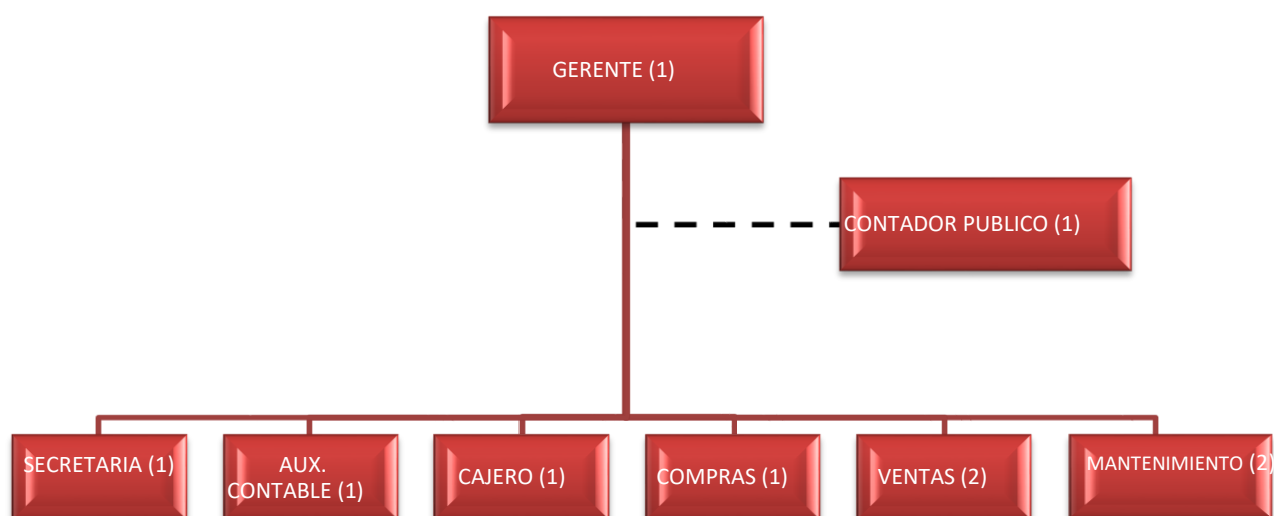 GERENTE (1)
CONTADOR PUBLICO (1)
SECRETARIA (1)
AUX.
CONTABLE (1)
CAJERO (1)
COMPRAS (1)
VENTAS (2)
MANTENIMIENTO (2)